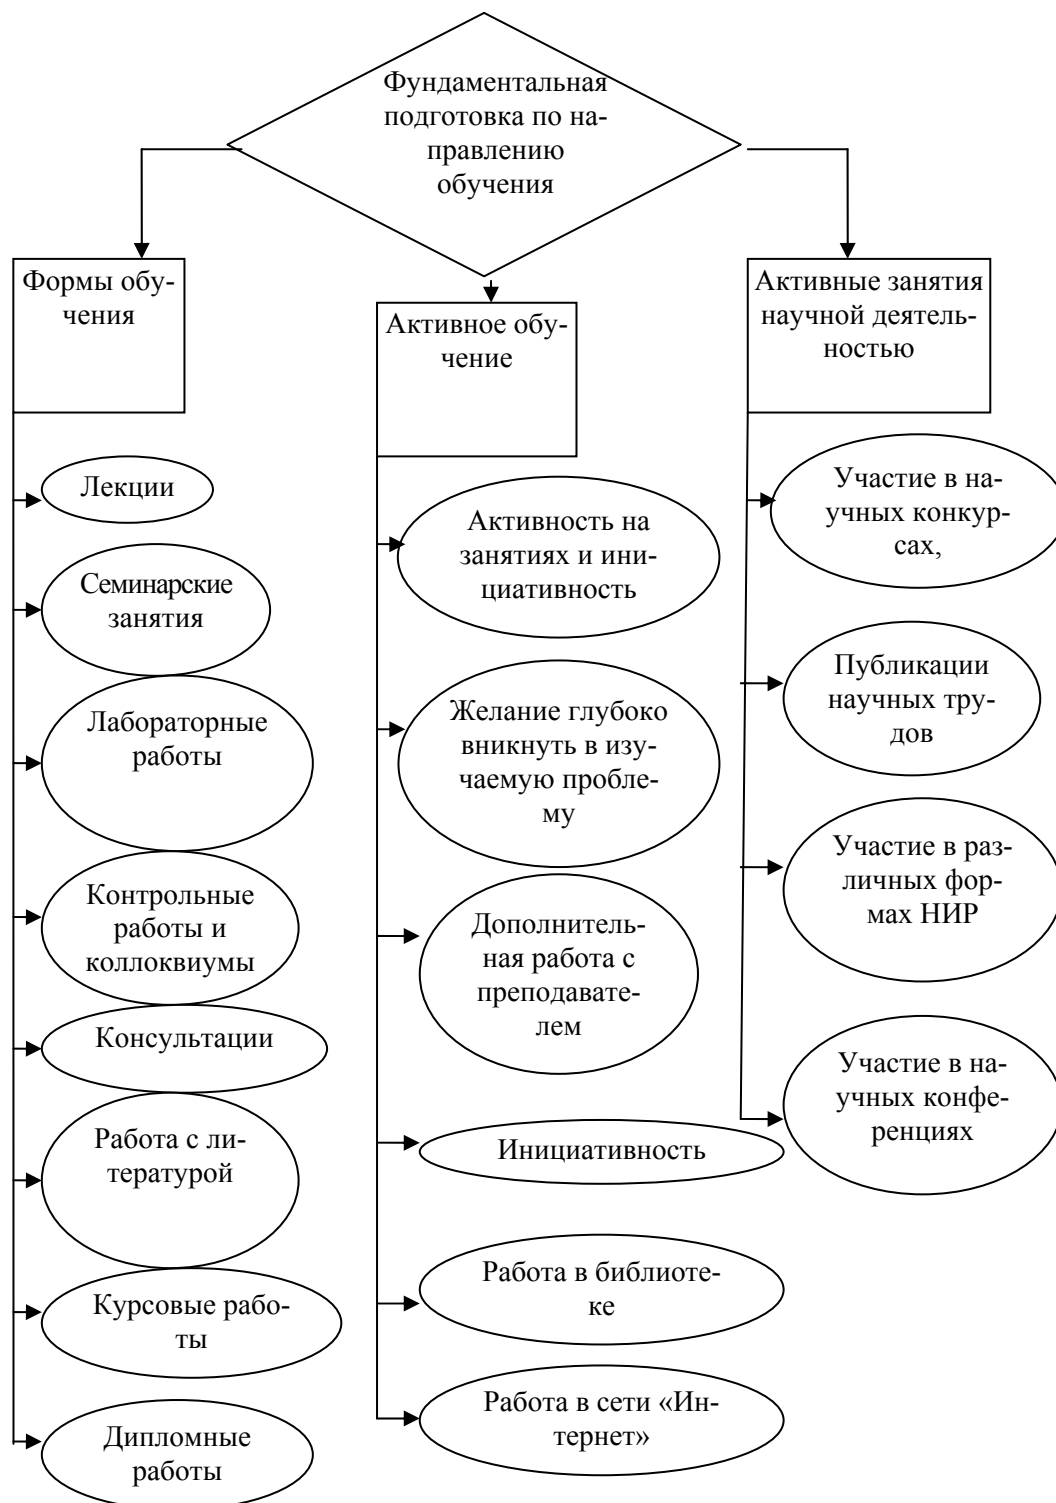 Фундаментальная
подготовка по на-
правлению
обучения
Формы обу-
чения
Активное обу-
чение
Активные занятия
научной деятель-
ностью
Лекции
Семинарские
занятия
Лабораторные
работы
Контрольные
работы и
коллоквиумы
Консультации
Работа с ли-
тературой
Курсовые рабо-
ты
Дипломные
работы
Активность на
занятиях и ини-
циативность
Желание глубоко
вникнуть в изу-
чаемую пробле-
му
Дополнитель-
ная работа с
преподавате-
лем
Инициативность
Работа в библиоте-
ке
Работа в сети «Ин-
тернет»
Участие в на-
учных конкур-
сах,
Публикации
научных тру-
дов
Участие в раз-
личных фор-
мах НИР
Участие в на-
учных конфе-
ренциях